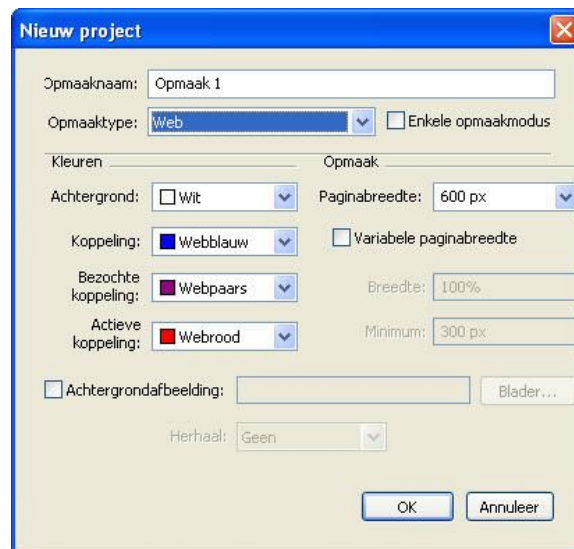 Nieuw project
Opmaaknaam: Opmaak 1
Opmaaktype: Web Enkele opmaakmodus
Kleuren Opmaak
Achtergrond: Wit Paginabreedte: 600 px
Koppeling: Webblauw Variabele paginabreedte
Bezochte
koppeling: Webpaars Breedte: 100%
Actieve
koppeling: Webrood Minimum: 300 px
Achtergrondafbeelding: Blader...
Herhaal: Geen
OK Annuleer